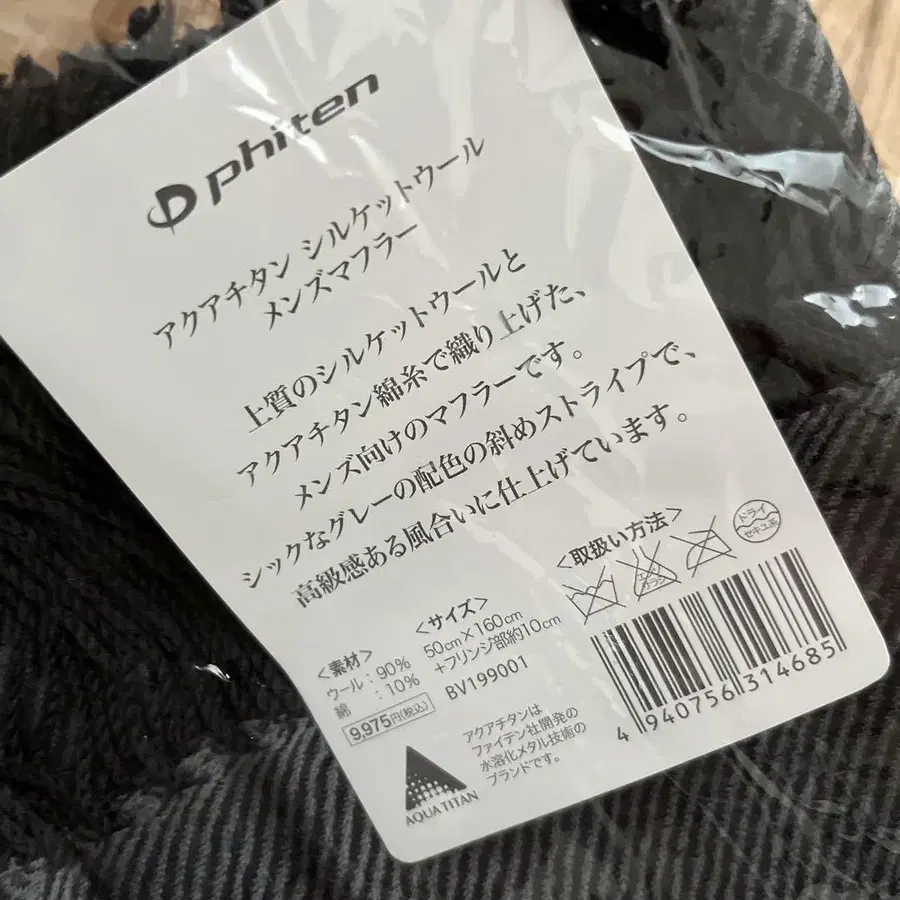 phiten
アクアチタン シルケットウール
メンズマフラー
上質のシルケットウールと
アクアチタン綿糸で織り上げた、
メンズ向けのマフラーです。
シックなグレーの配色の斜めストライプで、
高級感ある風合いに仕上げています。
<素材>
ウール : 90%
綿 : 10%
9,975円(税込)
<サイズ>
50cm×160cm
+フリンジ部約10cm
BV199001
<取扱い方法>
エンソ
サラシ
ドライ
セキユ系
4 940756 314685
AQUA TITAN
アクアチタンは
ファイテン社開発の
水溶化メタル技術の
ブランドです。